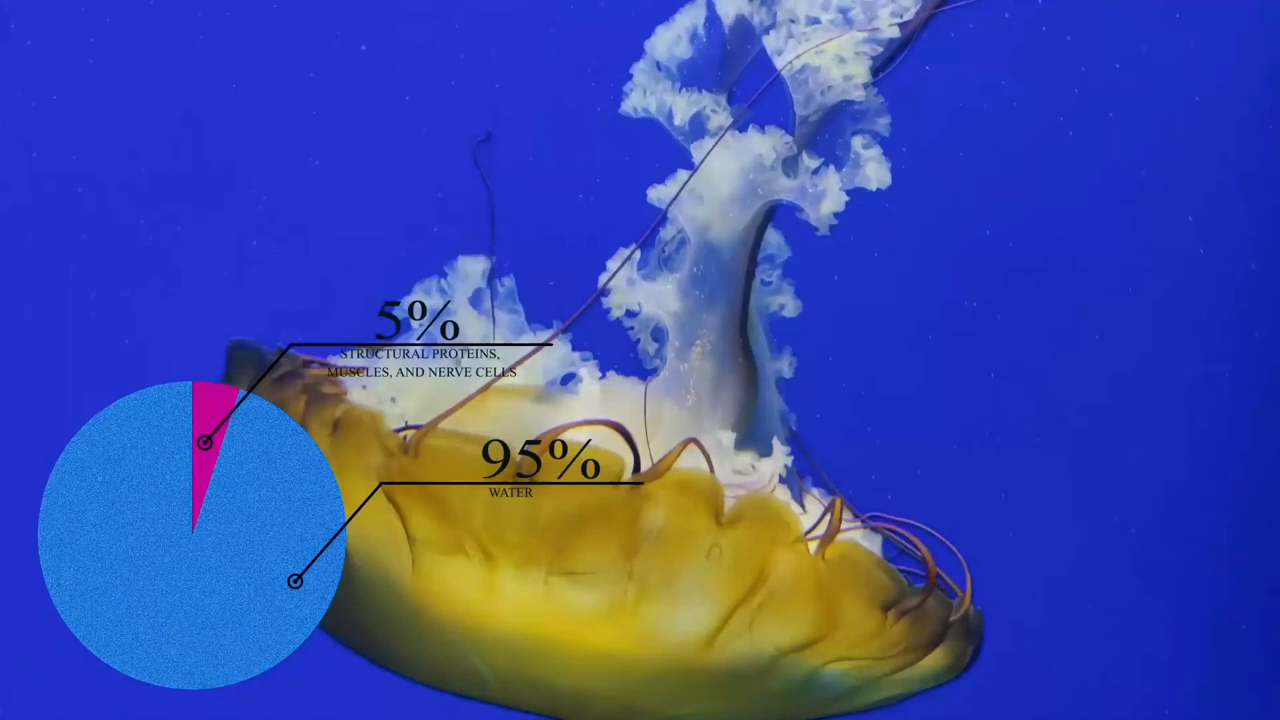 5%
STRUCTURAL PROTEINS,
MUSCLES, AND NERVE CELLS
95%
WATER